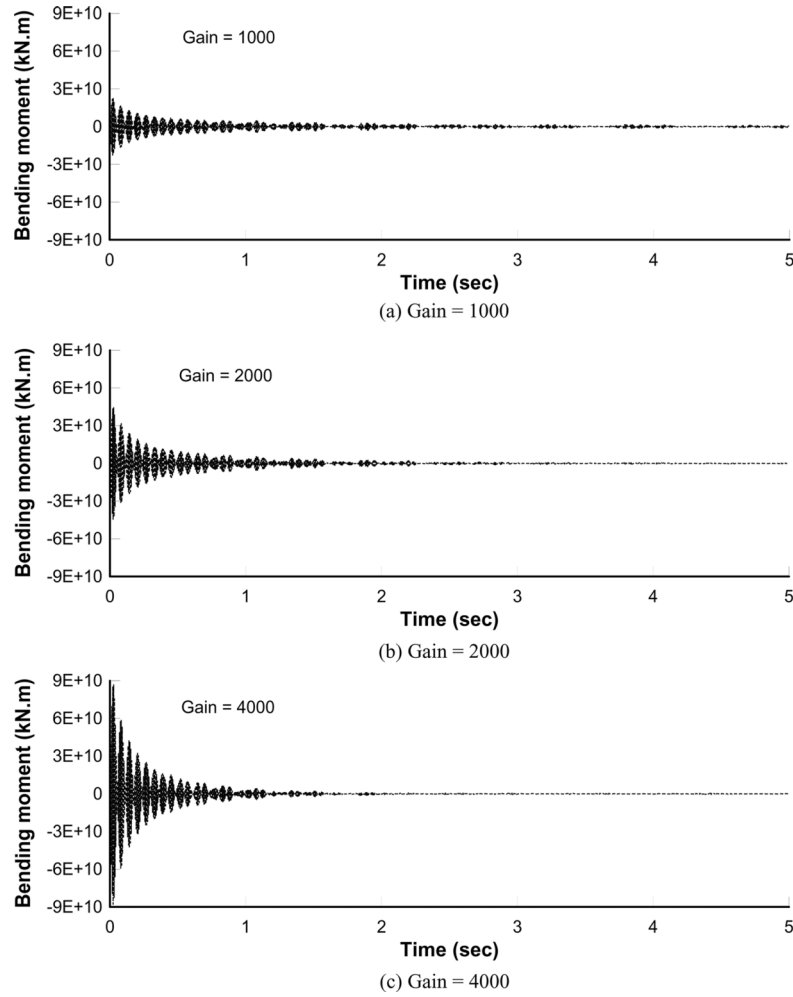 Bending moment (kN.m)
9E+10
6E+10
3E+10
0
-3E+10
-6E+10
-9E+10
Gain = 1000
0 1 2 3 4 5
Time (sec)
(a) Gain = 1000
Bending moment (kN.m)
9E+10
6E+10
3E+10
0
-3E+10
-6E+10
-9E+10
Gain = 2000
0 1 2 3 4 5
Time (sec)
(b) Gain = 2000
Bending moment (kN.m)
9E+10
6E+10
3E+10
0
-3E+10
-6E+10
-9E+10
Gain = 4000
0 1 2 3 4 5
Time (sec)
(c) Gain = 4000